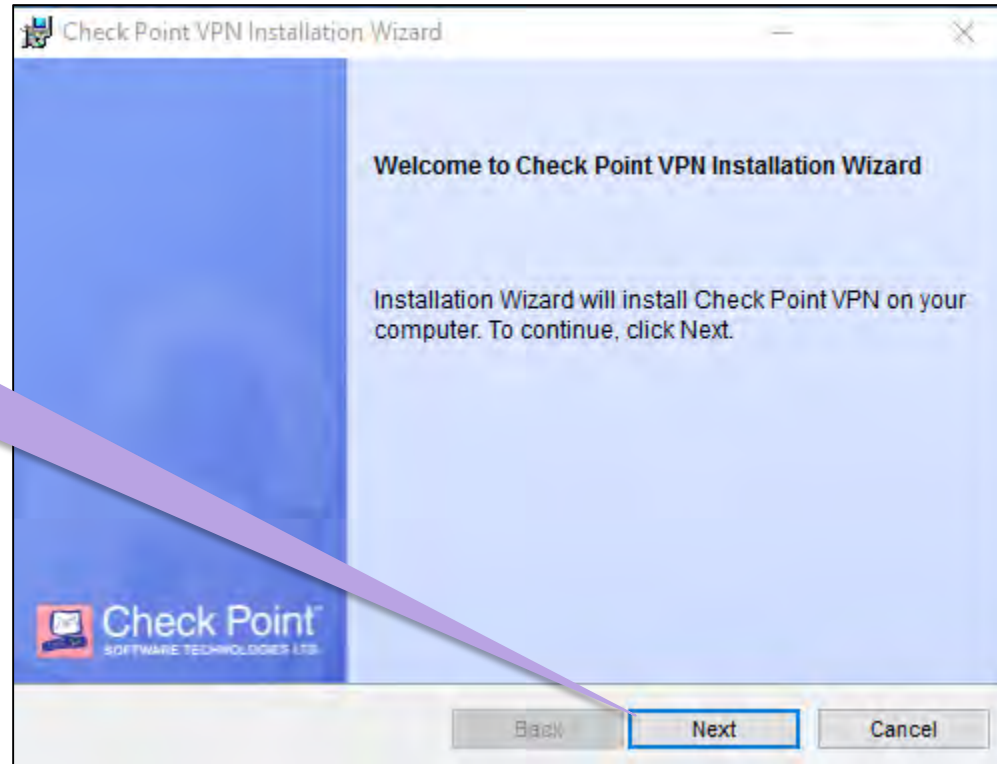 Check Point VPN Installation Wizard
Welcome to Check Point VPN Installation Wizard
Installation Wizard will install Check Point VPN on your
computer. To continue, click Next.
Check Point™
SOFTWARE TECHNOLOGIES LTD.
Back Next Cancel